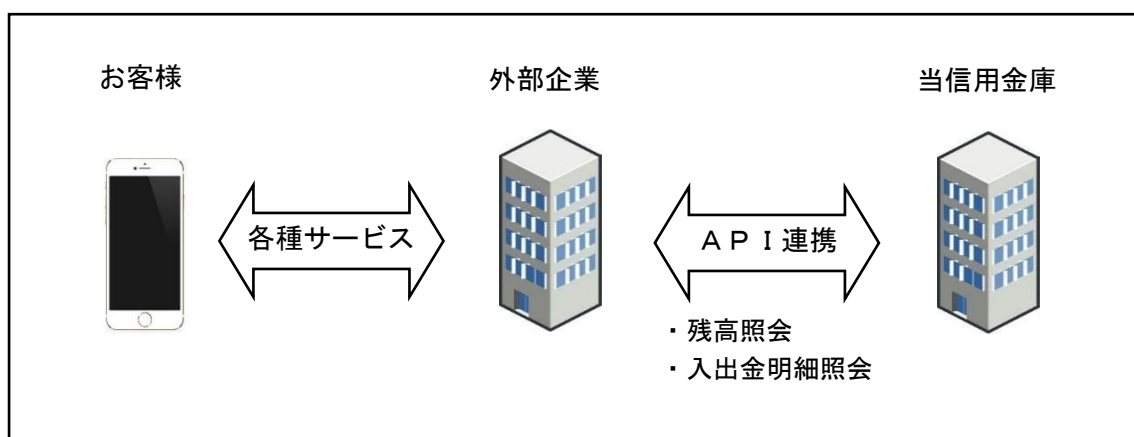 お客様
外部企業
当信用金庫
各種サービス
ＡＰＩ連携
・残高照会
・入出金明細照会